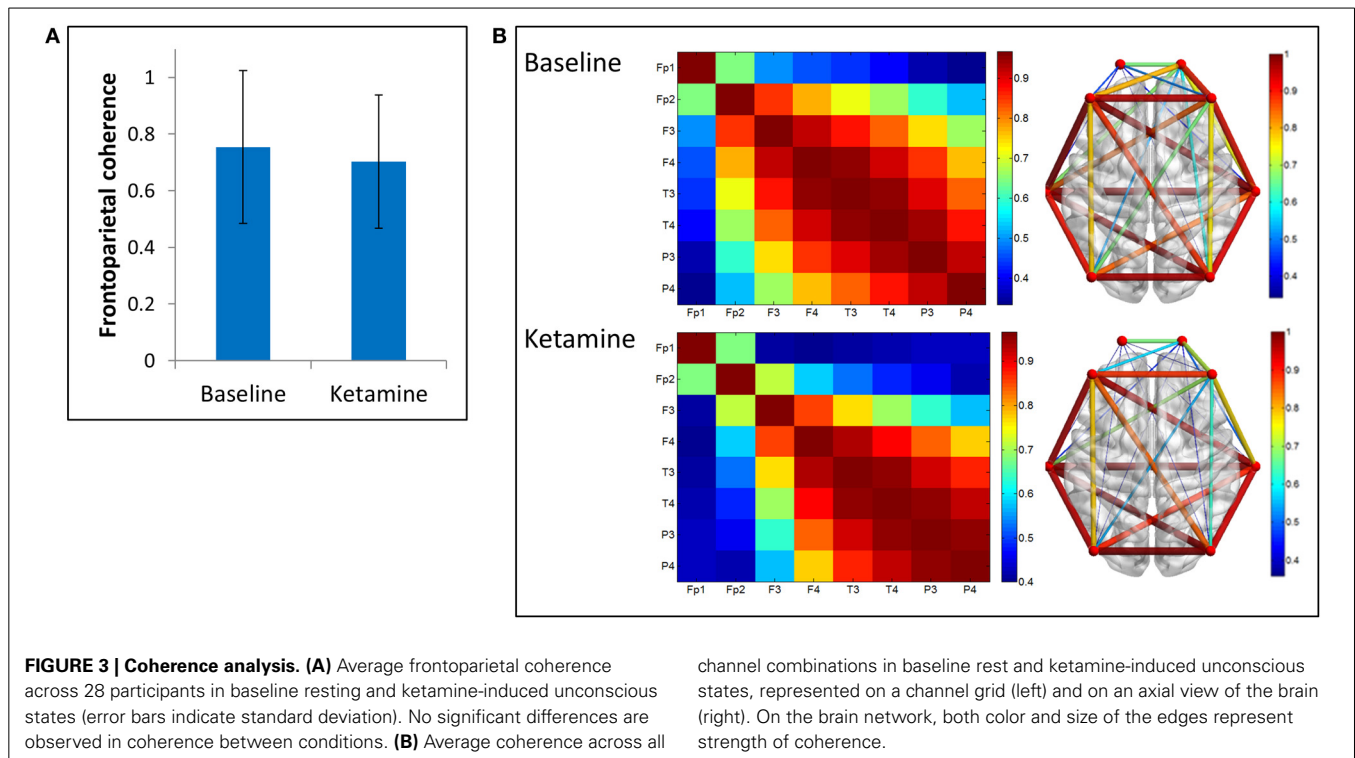 A
Frontoparietal coherence
1
0.8
0.6
0.4
0.2
0
Baseline
Ketamine
B
Baseline
Fp1
Fp2
F3
F4
T3
T4
P3
P4
Fp1 Fp2 F3 F4 T3 T4 P3 P4
0.9
0.8
0.7
0.6
0.5
0.4
1
0.9
0.8
0.7
0.6
0.5
0.4
Ketamine
Fp1
Fp2
F3
F4
T3
T4
P3
P4
Fp1 Fp2 F3 F4 T3 T4 P3 P4
0.9
0.8
0.7
0.6
0.5
0.4
1
0.9
0.8
0.7
0.6
0.5
0.4
FIGURE 3 | Coherence analysis. (A) Average frontoparietal coherence
across 28 participants in baseline resting and ketamine-induced unconscious
states (error bars indicate standard deviation). No significant differences are
observed in coherence between conditions. (B) Average coherence across all
channel combinations in baseline rest and ketamine-induced unconscious
states, represented on a channel grid (left) and on an axial view of the brain
(right). On the brain network, both color and size of the edges represent
strength of coherence.